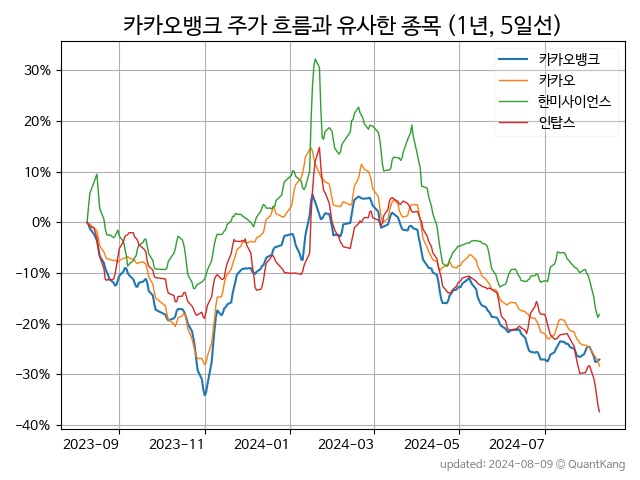 카카오뱅크 주가 흐름과 유사한 종목 (1년, 5일선)
카카오뱅크
카카오
한미사이언스
인탑스
30%
20%
10%
0%
−10%
−20%
−30%
−40%
2023-09
2023-11
2024-01
2024-03
2024-05
2024-07
updated: 2024-08-09 © QuantKang